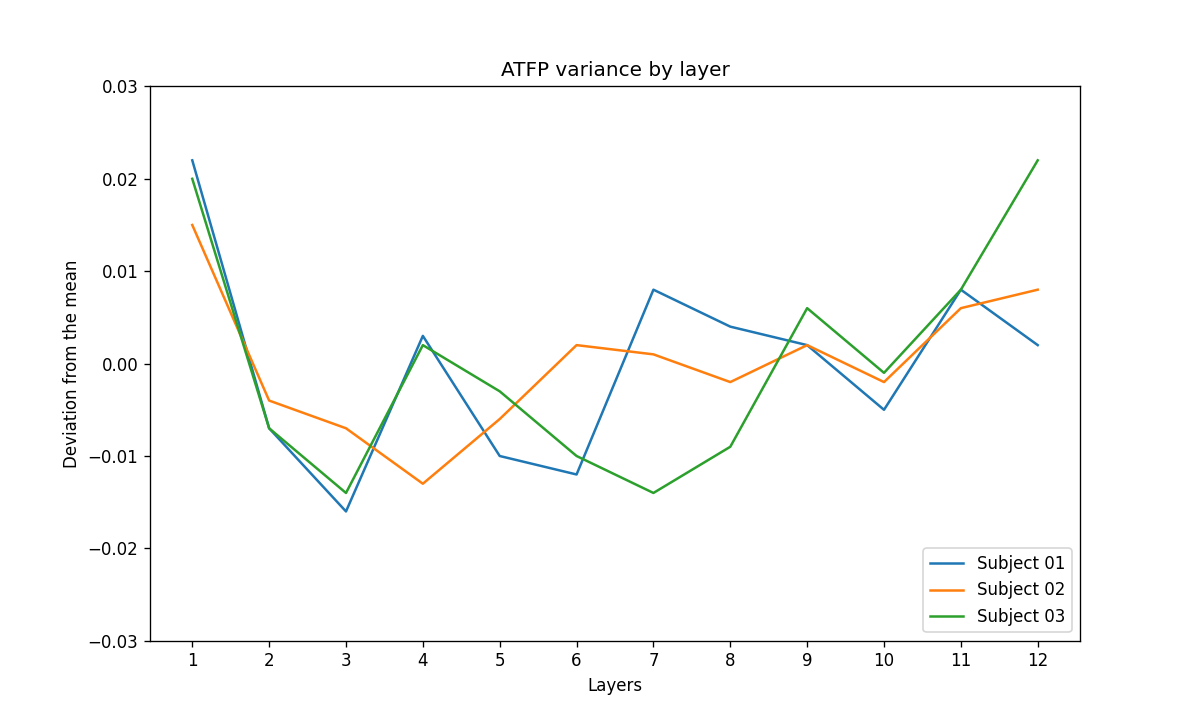 ATFP variance by layer
0.03
0.02
0.01
0.00
−0.01
−0.02
−0.03
Deviation from the mean
Subject 01
Subject 02
Subject 03
1 2 3 4 5 6 7 8 9 10 11 12
Layers